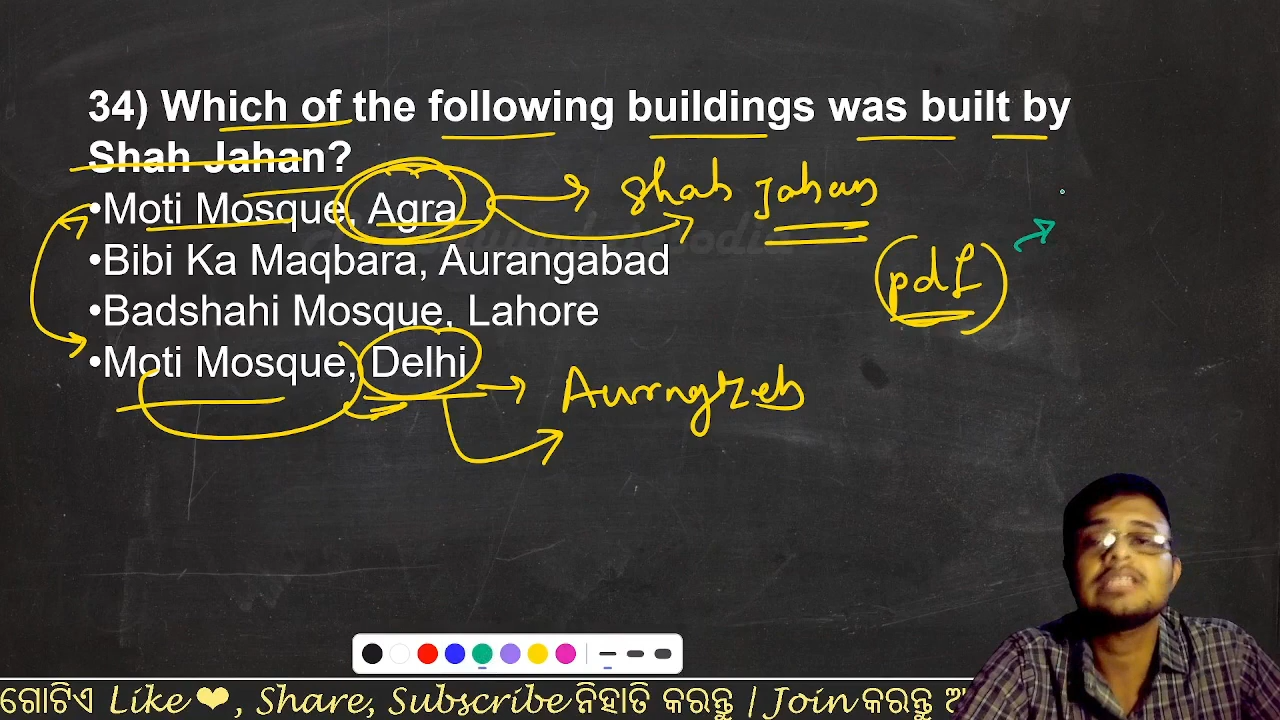 34) Which of the following buildings was built by
Shah Jahan?
•Moti Mosque, Agra
Shah Jahan
•Bibi Ka Maqbara, Aurangabad
(pdf)
•Badshahi Mosque, Lahore
•Moti Mosque, Delhi
Aurngzeb
ଗୋଟିଏ Like ❤, Share, Subscribe ନିହାତି କରନ୍ତୁ | Join କରନ୍ତୁ